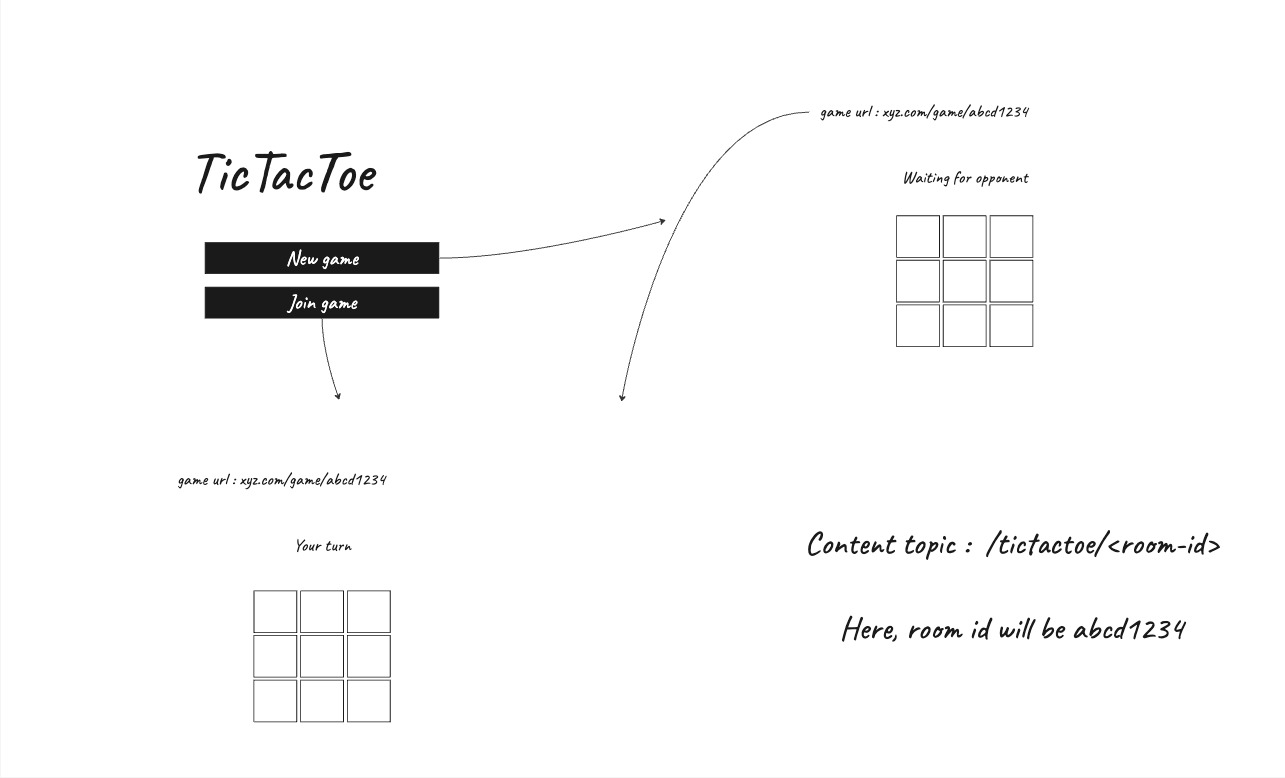 TicTacToe
New game
Join game
game url : xyz.com/game/abcd1234
Waiting for opponent
game url : xyz.com/game/abcd1234
Your turn
Content topic : /tictactoe/<room-id>
Here, room id will be abcd1234